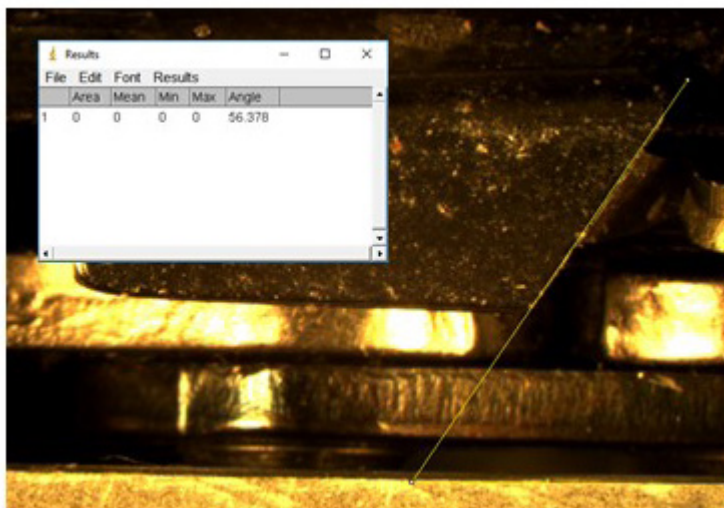 Results
File Edit Font Results
Area Mean Min Max Angle
1 0 0 0 0 56.378